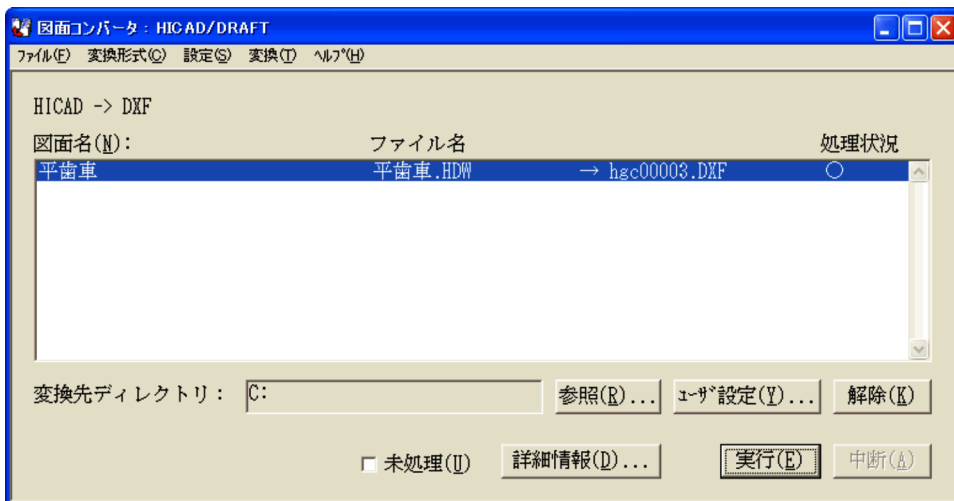 図面コンバータ：HICAD/DRAFT
ファイル(F) 変換形式(C) 設定(S) 変換(T) ヘルプ(H)
HICAD -> DXF
図面名(N): ファイル名 処理状況
平歯車 平歯車.HDW → hgc00003.DXF ○
変換先ディレクトリ： C: 参照(R)... ユーザ設定(Y)... 解除(K)
未処理(U) 詳細情報(D)... 実行(E) 中断(A)